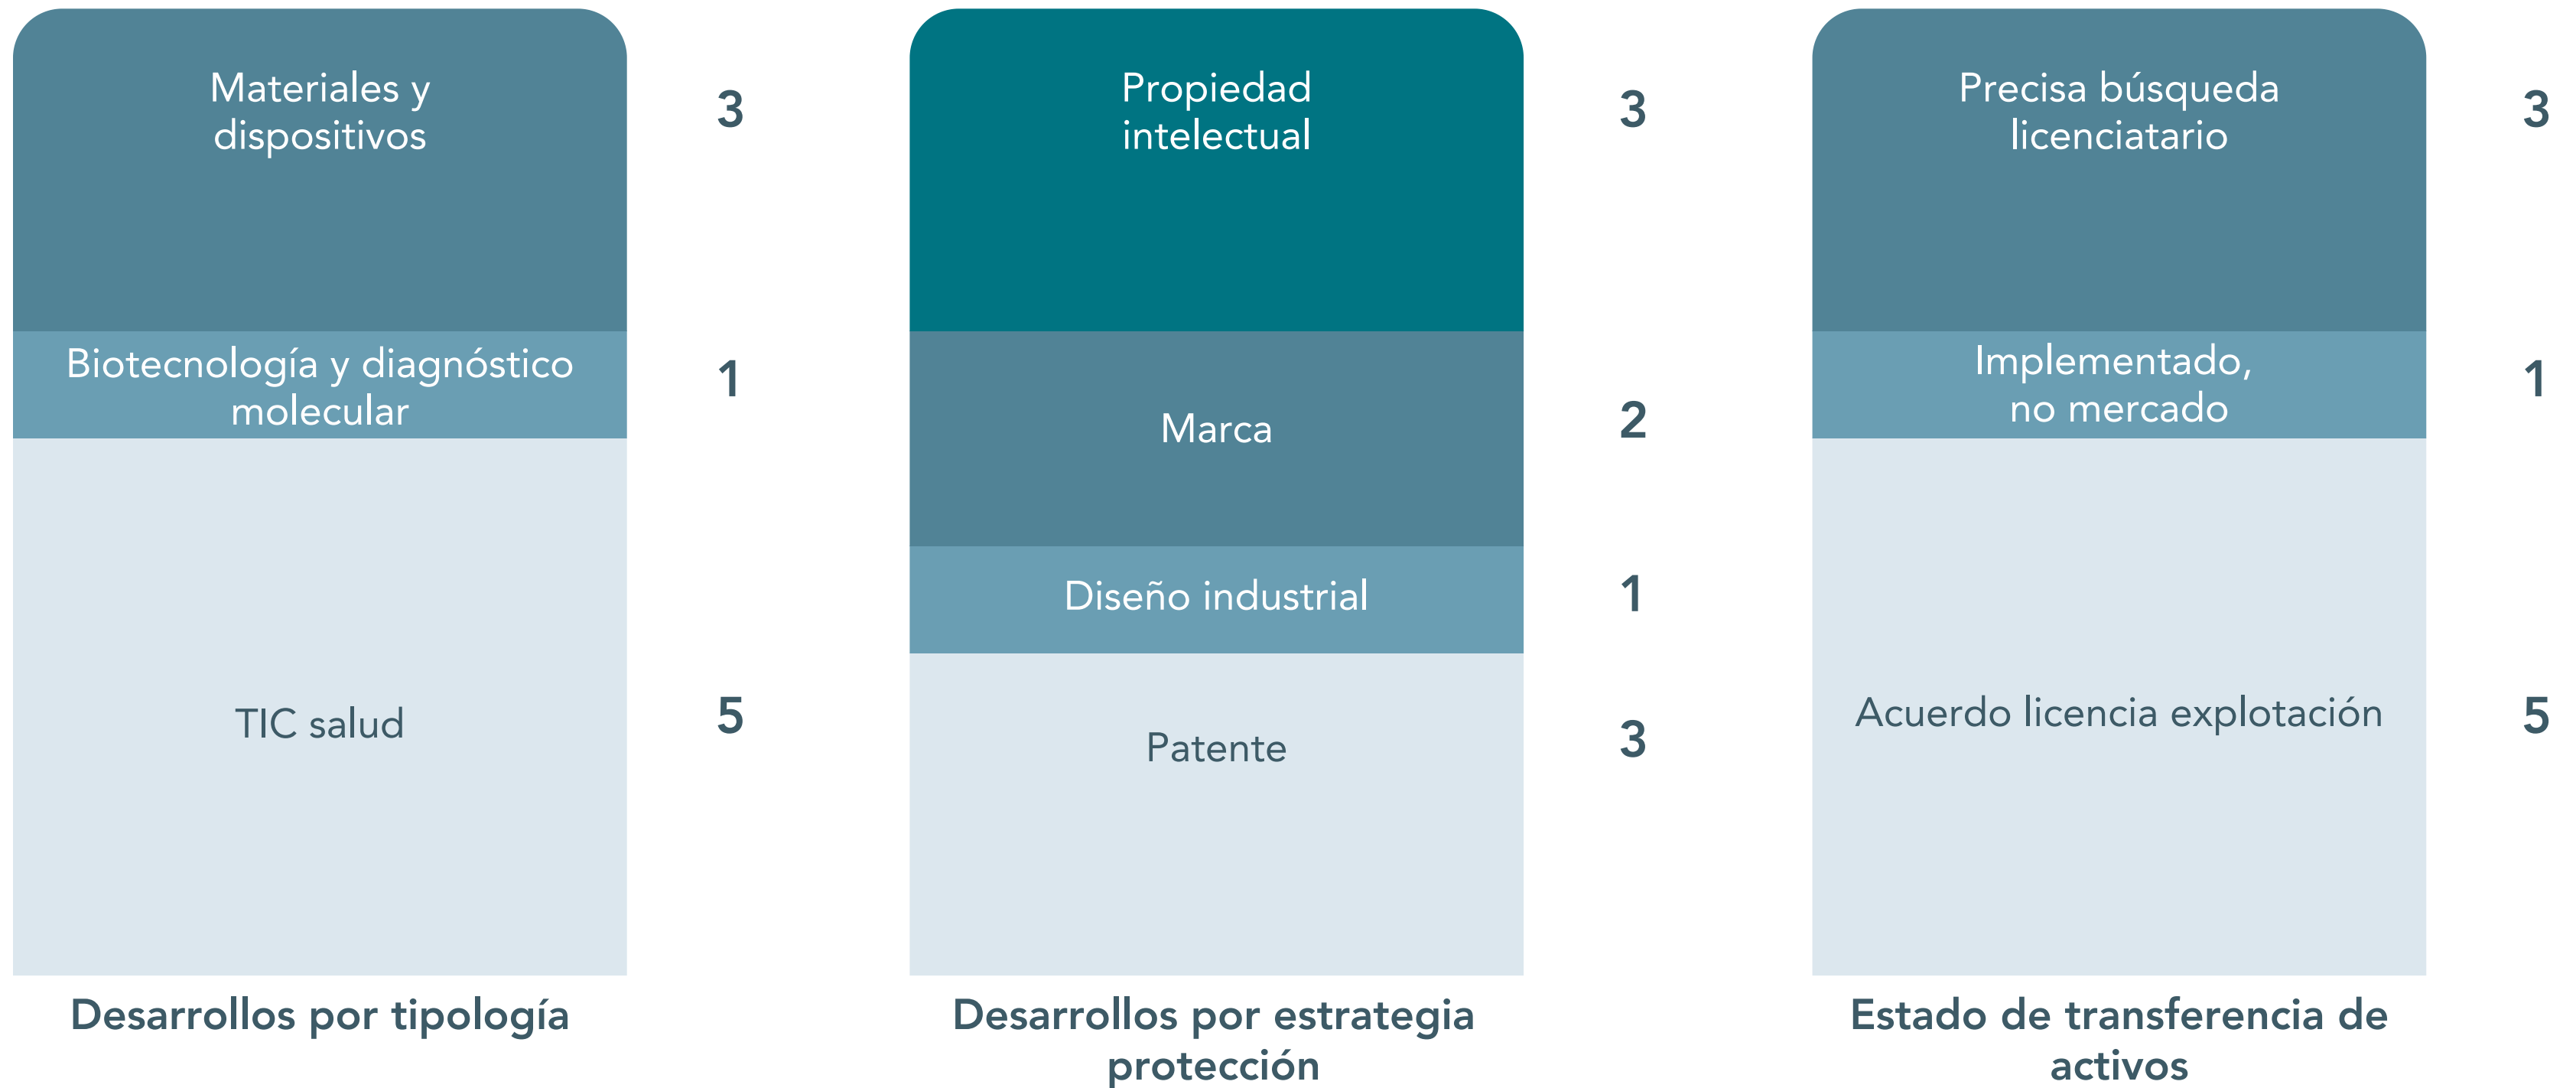 Materiales y
dispositivos
3
Biotecnología y diagnóstico
molecular
1
TIC salud
5
Desarrollos por tipología
Propiedad
intelectual
3
Marca
2
Diseño industrial
1
Patente
3
Desarrollos por estrategia
protección
Precisa búsqueda
licenciatario
3
Implementado,
no mercado
1
Acuerdo licencia explotación
5
Estado de transferencia de
activos